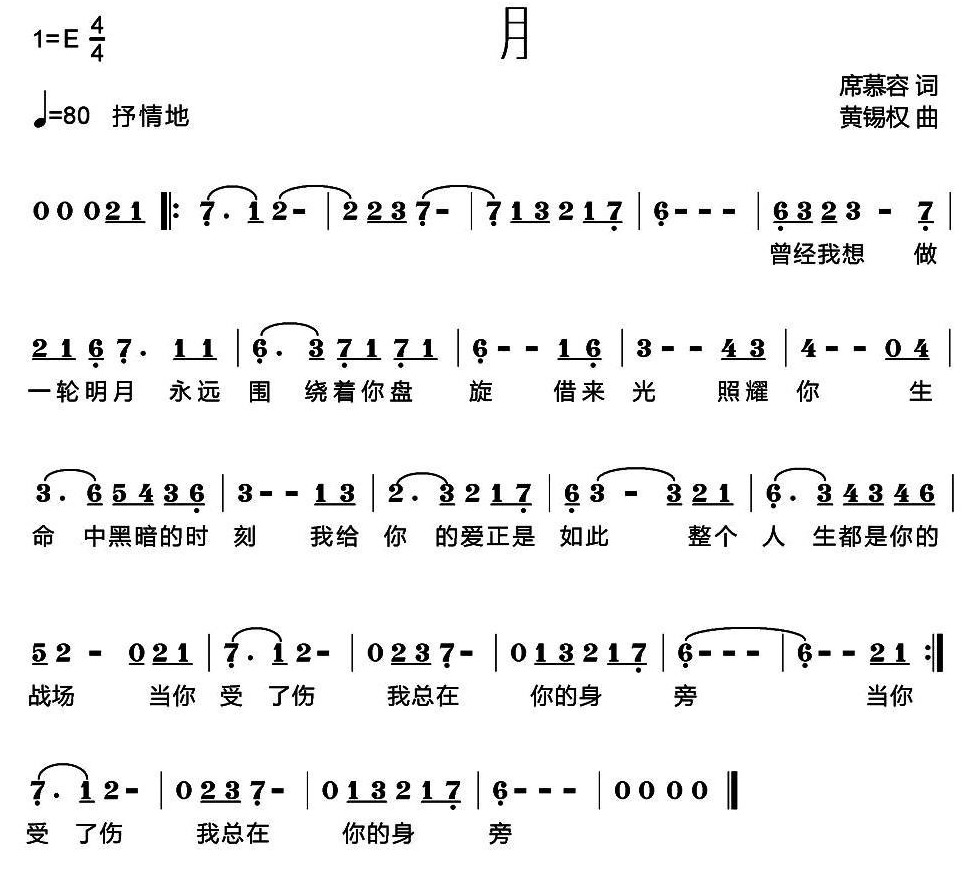 1=E 4/4
月
♩=80 抒情地
席慕容 词
黄锡权 曲
0 0 0 2 1 ‖: 7 . 1 2 - | 2 2 3 7 - | 7 1 3 2 1 7 | 6 - - - | 6 3 2 3 - 7 |
曾经我想 做
2 1 6 7 . 1 1 | 6 . 3 7 1 7 1 | 6 - - 1 6 | 3 - - 4 3 | 4 - - 0 4 |
一轮明月 永远 围 绕着你盘 旋 借来 光 照耀 你 生
3 . 6 5 4 3 6 | 3 - - 1 3 | 2 . 3 2 1 7 | 6 3 - 3 2 1 | 6 . 3 4 3 4 6 |
命 中黑暗的时 刻 我给 你 的爱正是 如此 整个 人 生都是你的
5 2 - 0 2 1 | 7 . 1 2 - | 0 2 3 7 - | 0 1 3 2 1 7 | 6 - - - | 6 - - 2 1 :‖
战场 当你 受 了伤 我总在 你的身 旁 当你
7 . 1 2 - | 0 2 3 7 - | 0 1 3 2 1 7 | 6 - - - | 0 0 0 0 ‖
受 了伤 我总在 你的身 旁